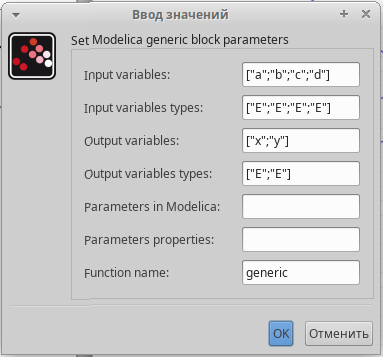 Ввод значений
Set Modelica generic block parameters
Input variables: ["a";"b";"c";"d"]
Input variables types: ["E";"E";"E";"E"]
Output variables: ["x";"y"]
Output variables types: ["E";"E"]
Parameters in Modelica:
Parameters properties:
Function name: generic
OK Отменить